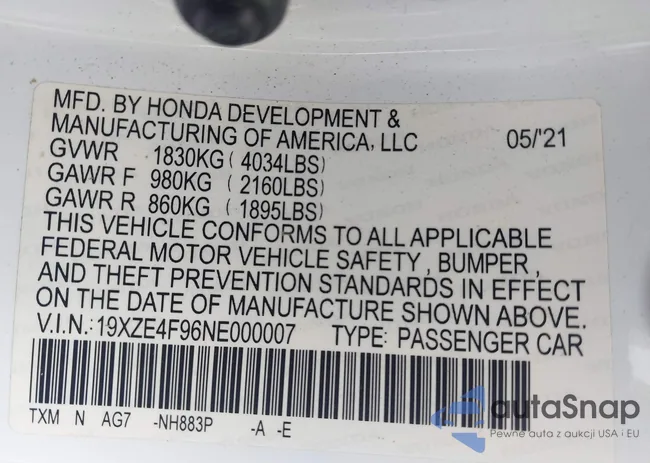 MFD. BY HONDA DEVELOPMENT &
MANUFACTURING OF AMERICA, LLC 05/'21
GVWR 1830KG ( 4034LBS)
GAWR F 980KG ( 2160LBS)
GAWR R 860KG ( 1895LBS)
THIS VEHICLE CONFORMS TO ALL APPLICABLE
FEDERAL MOTOR VEHICLE SAFETY, BUMPER,
AND THEFT PREVENTION STANDARDS IN EFFECT
ON THE DATE OF MANUFACTURE SHOWN ABOVE.
V.I.N.: 19XZE4F96NE000007 TYPE: PASSENGER CAR
TXM N AG7 -NH883P -A -E
autaSnap
Pewne auta z aukcji USA i EU